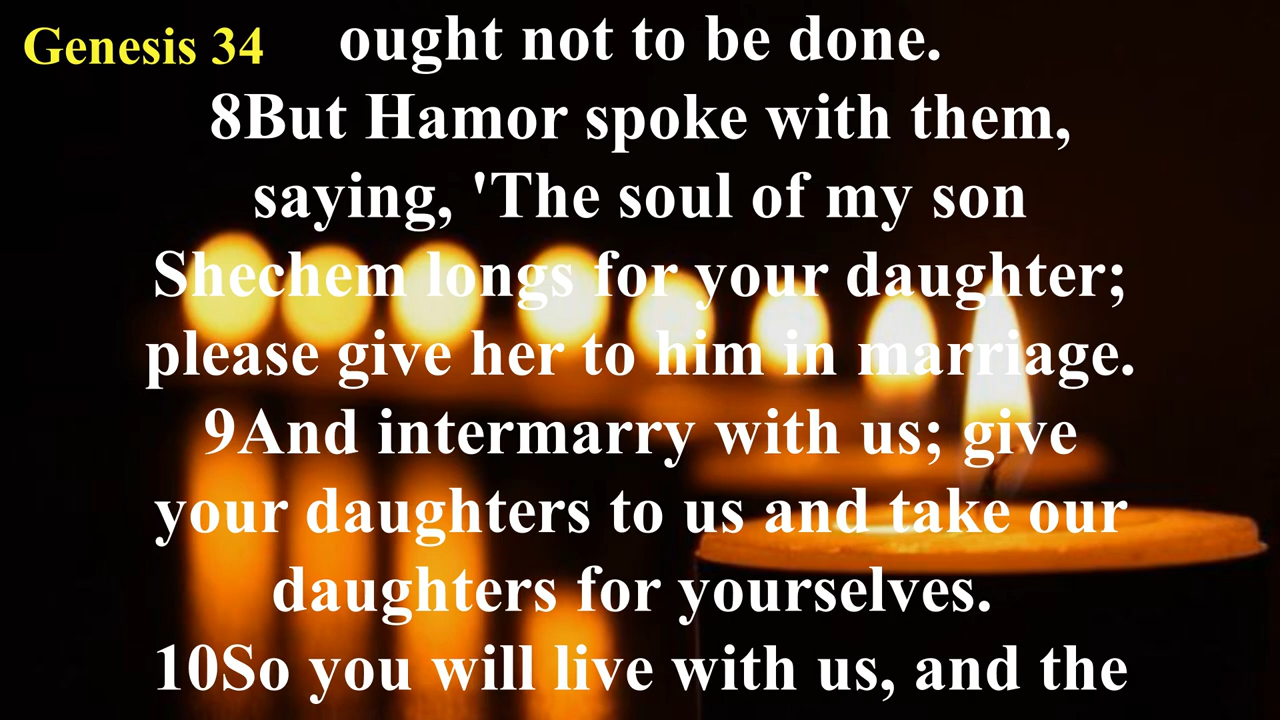 Genesis 34
ought not to be done.
8But Hamor spoke with them,
saying, 'The soul of my son
Shechem longs for your daughter;
please give her to him in marriage.
9And intermarry with us; give
your daughters to us and take our
daughters for yourselves.
10So you will live with us, and the